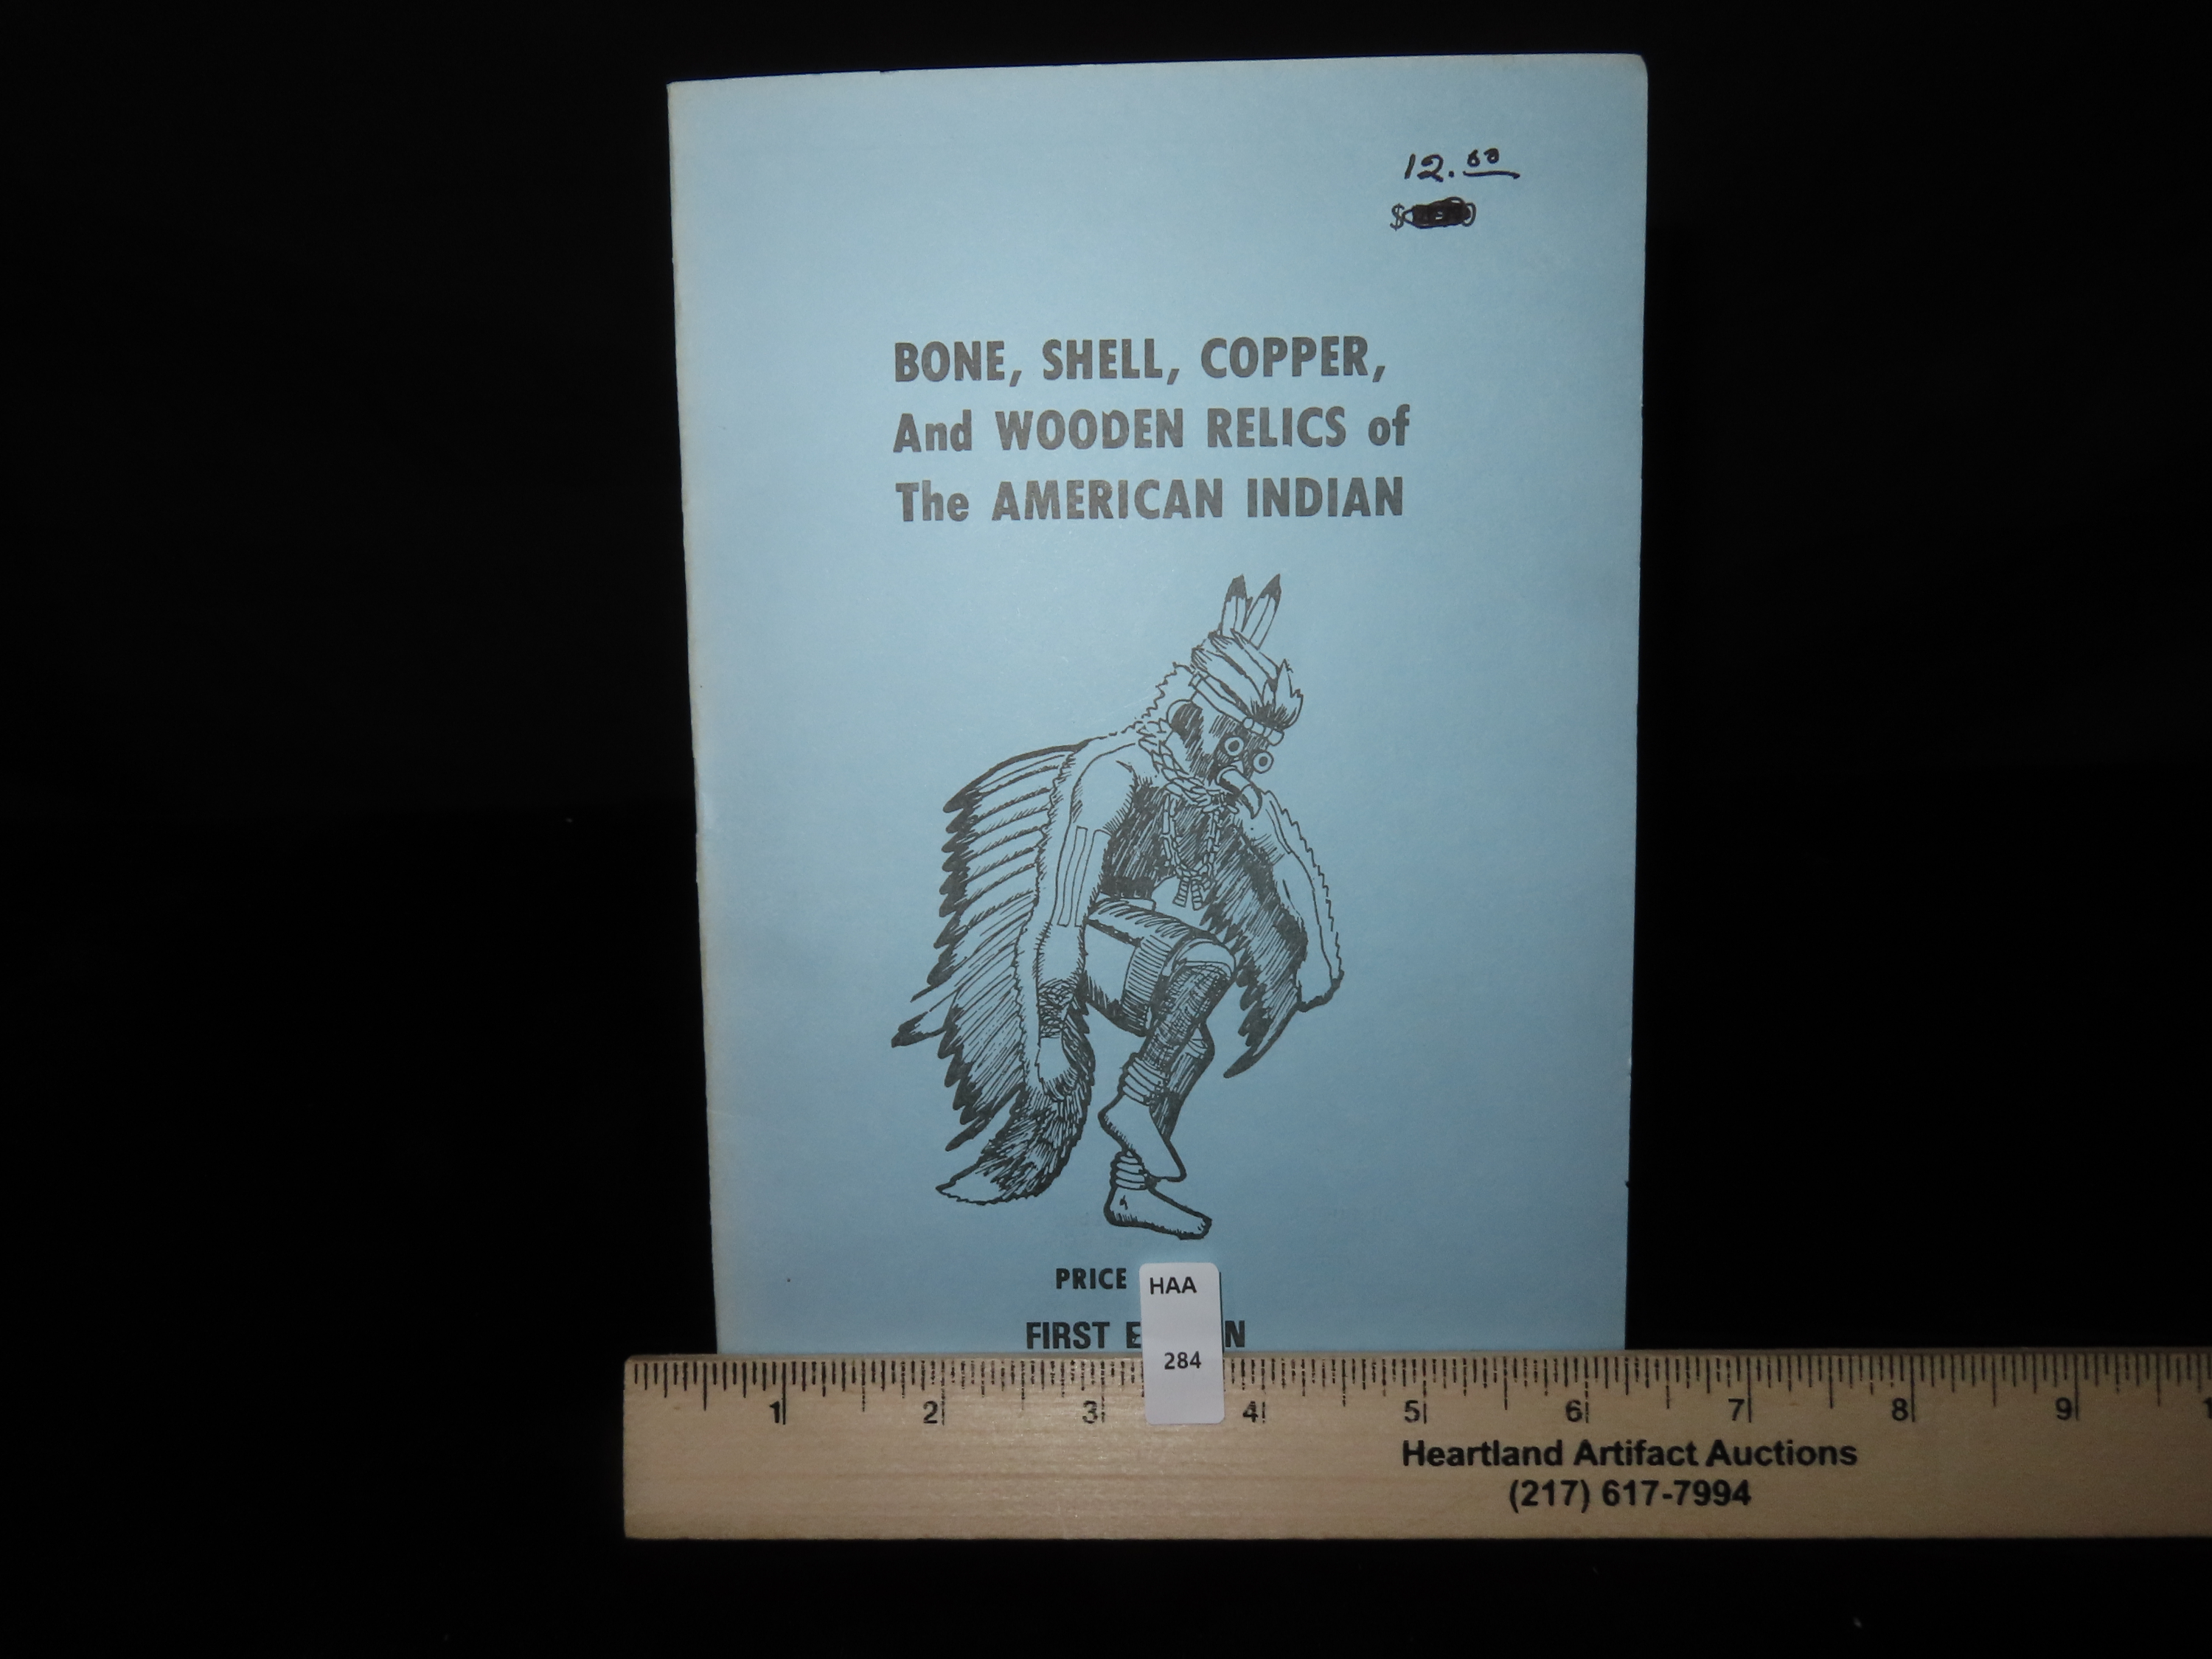 12.00
$
BONE, SHELL, COPPER,
And WOODEN RELICS of
The AMERICAN INDIAN
PRICE
HAA
FIRST
284
1 2 3 4 5 6 7 8 9 1
Heartland Artifact Auctions
(217) 617-7994